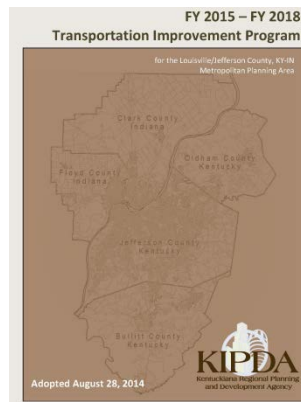 FY 2015 – FY 2018
Transportation Improvement Program
for the Louisville/Jefferson County, KY-IN
Metropolitan Planning Area
Clark County
Indiana
Oldham County
Kentucky
Floyd County
Indiana
Jefferson County
Kentucky
Bullitt County
Kentucky
KIPDA
Kentuckiana Regional Planning
and Development Agency
Adopted August 28, 2014